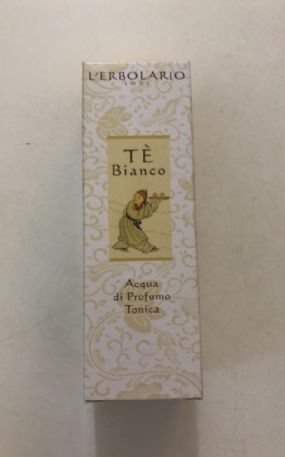 L'ERBOLARIO
LODI
TÈ
Bianco
Acqua
di Profumo
Tonica